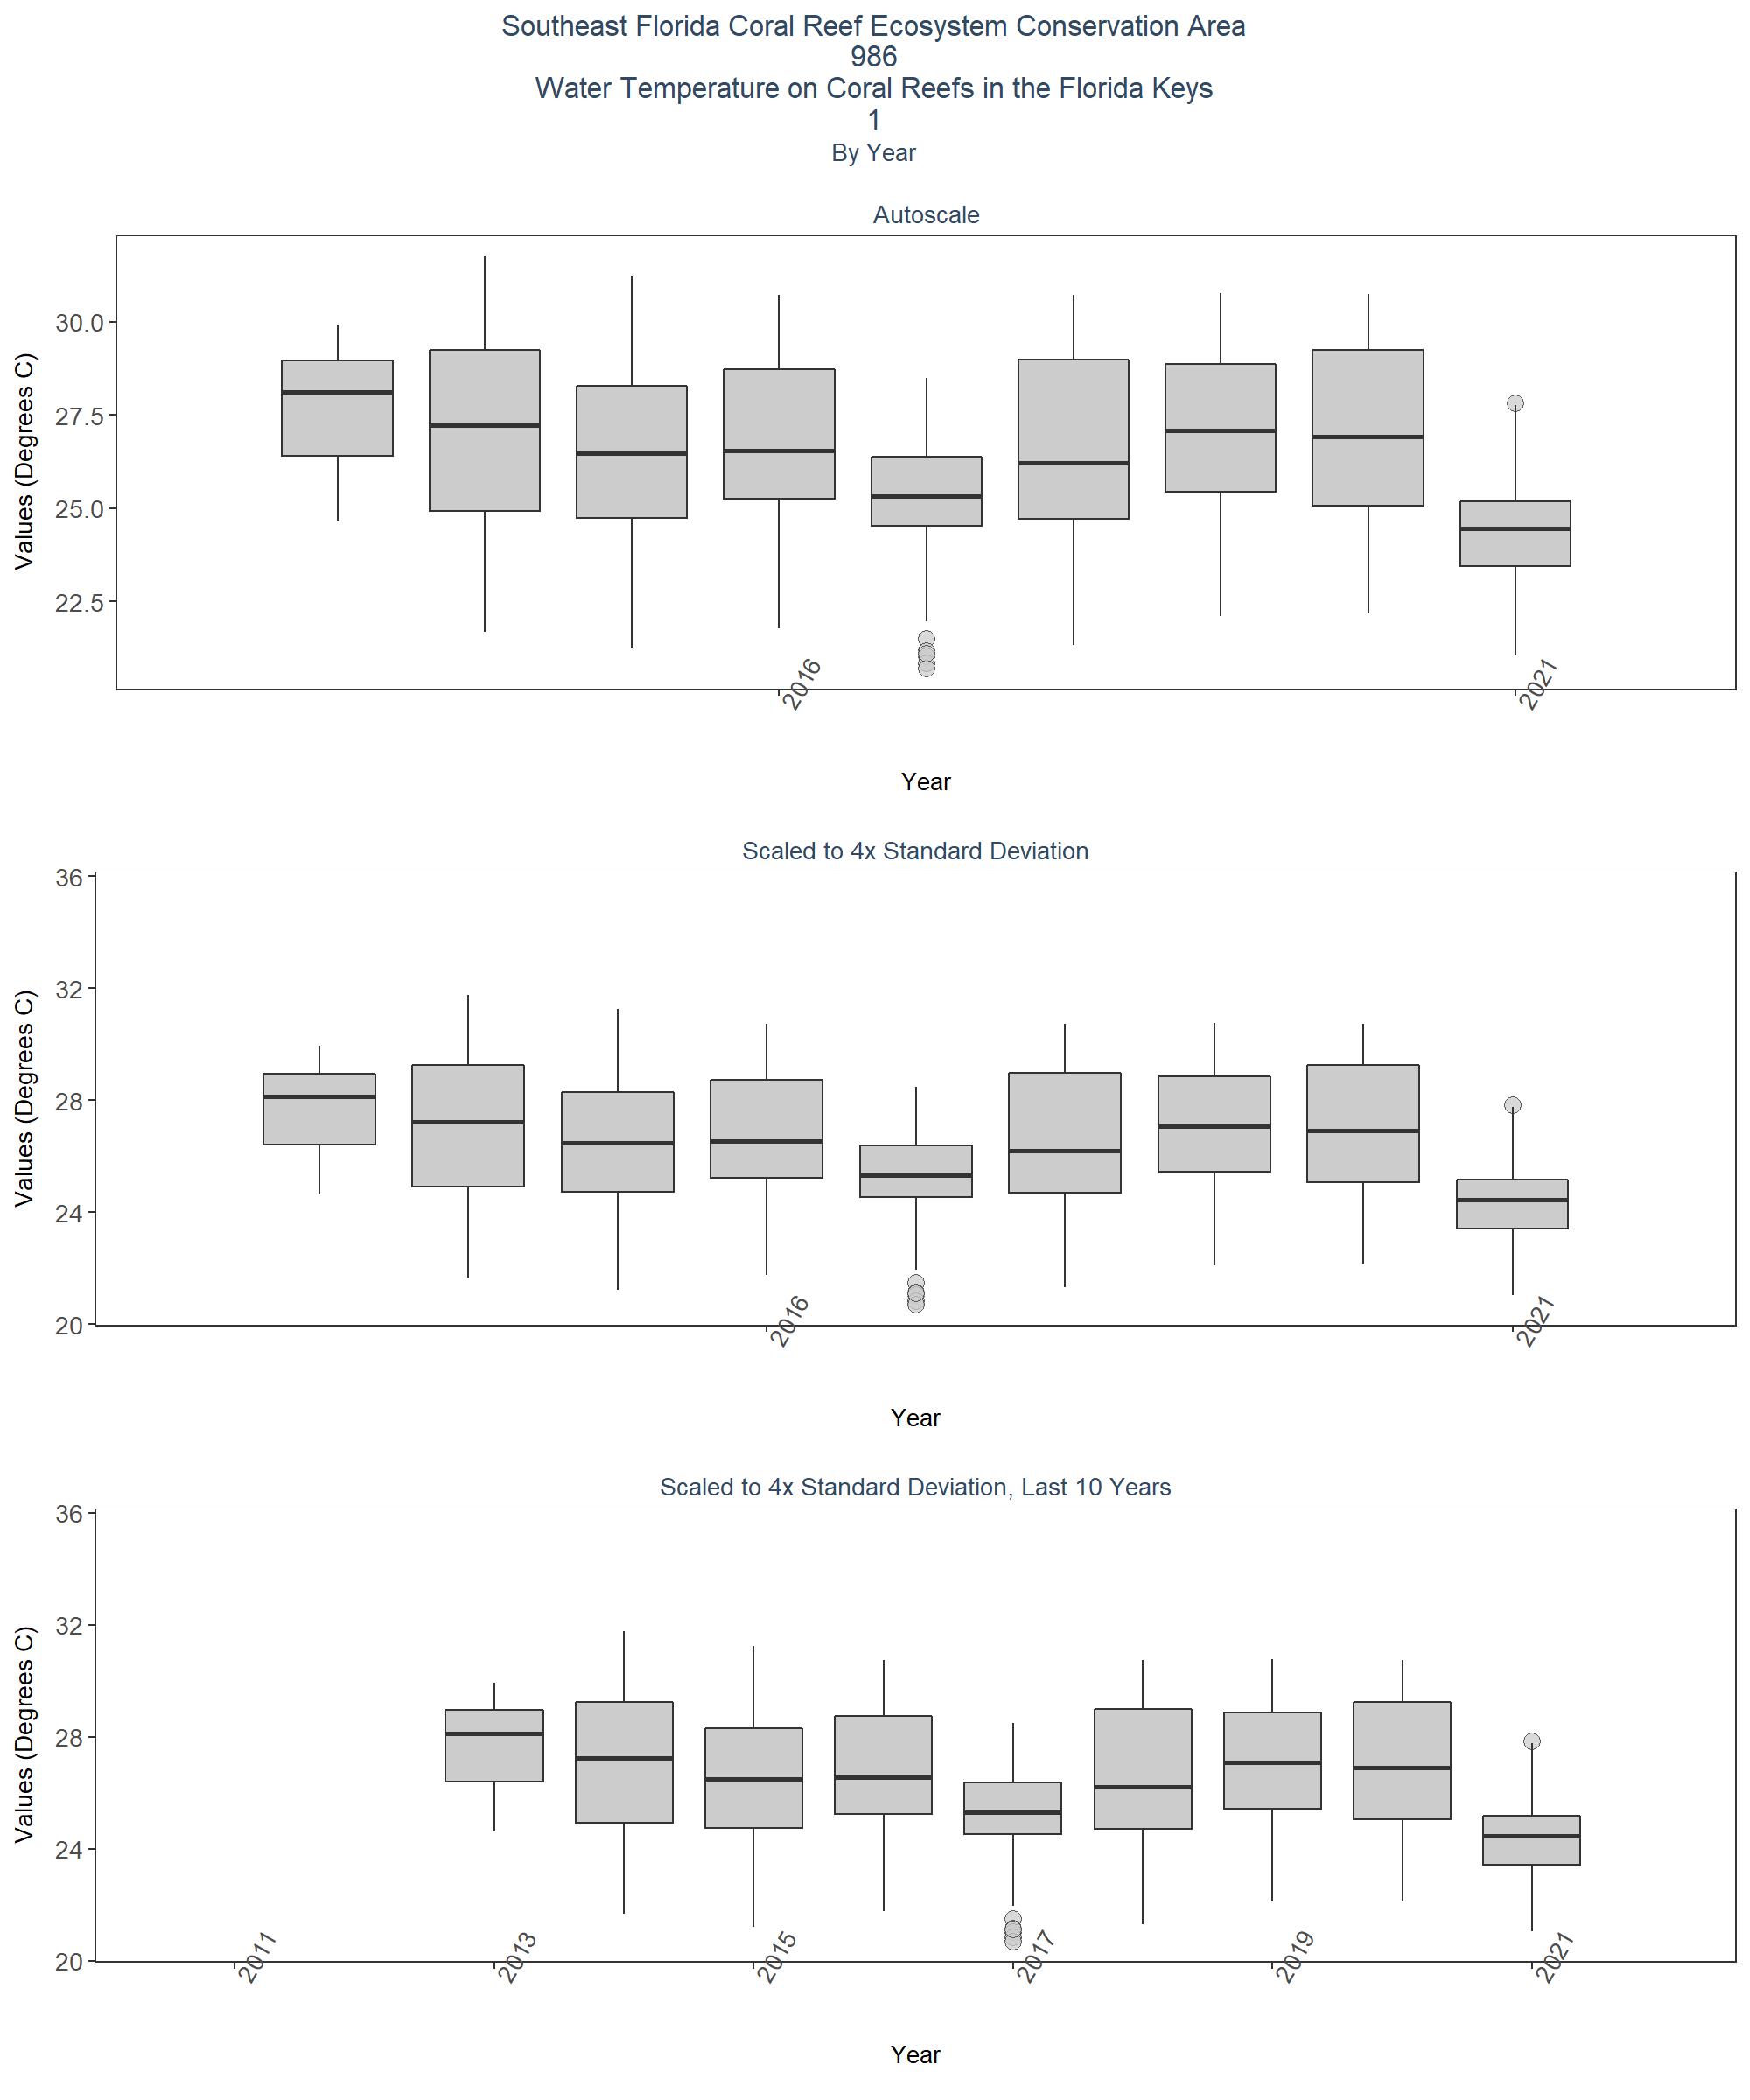 Southeast Florida Coral Reef Ecosystem Conservation Area
986
Water Temperature on Coral Reefs in the Florida Keys
1
By Year
Autoscale
Values (Degrees C)
30.0
27.5
25.0
22.5
2016
2021
Year
Scaled to 4x Standard Deviation
Values (Degrees C)
36
32
28
24
20
2016
2021
Year
Scaled to 4x Standard Deviation, Last 10 Years
Values (Degrees C)
36
32
28
24
20
2011
2013
2015
2017
2019
2021
Year